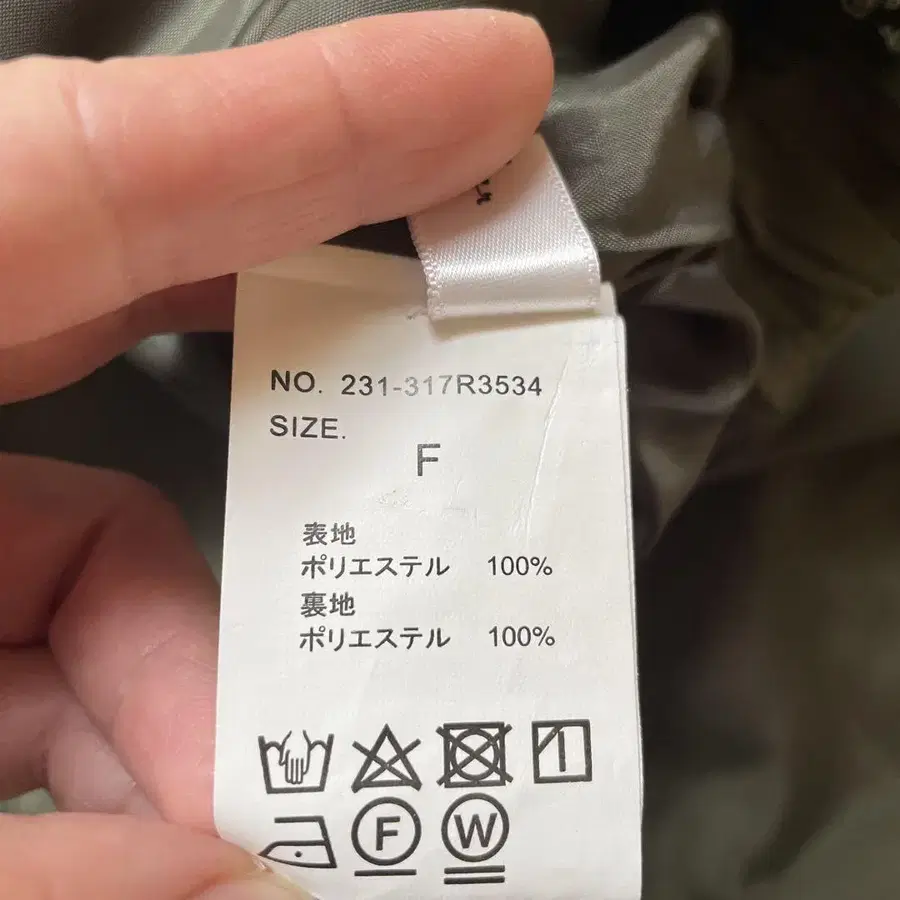 NO. 231-317R3534
SIZE.
F
表地
ポリエステル 100%
裏地
ポリエステル 100%
F W